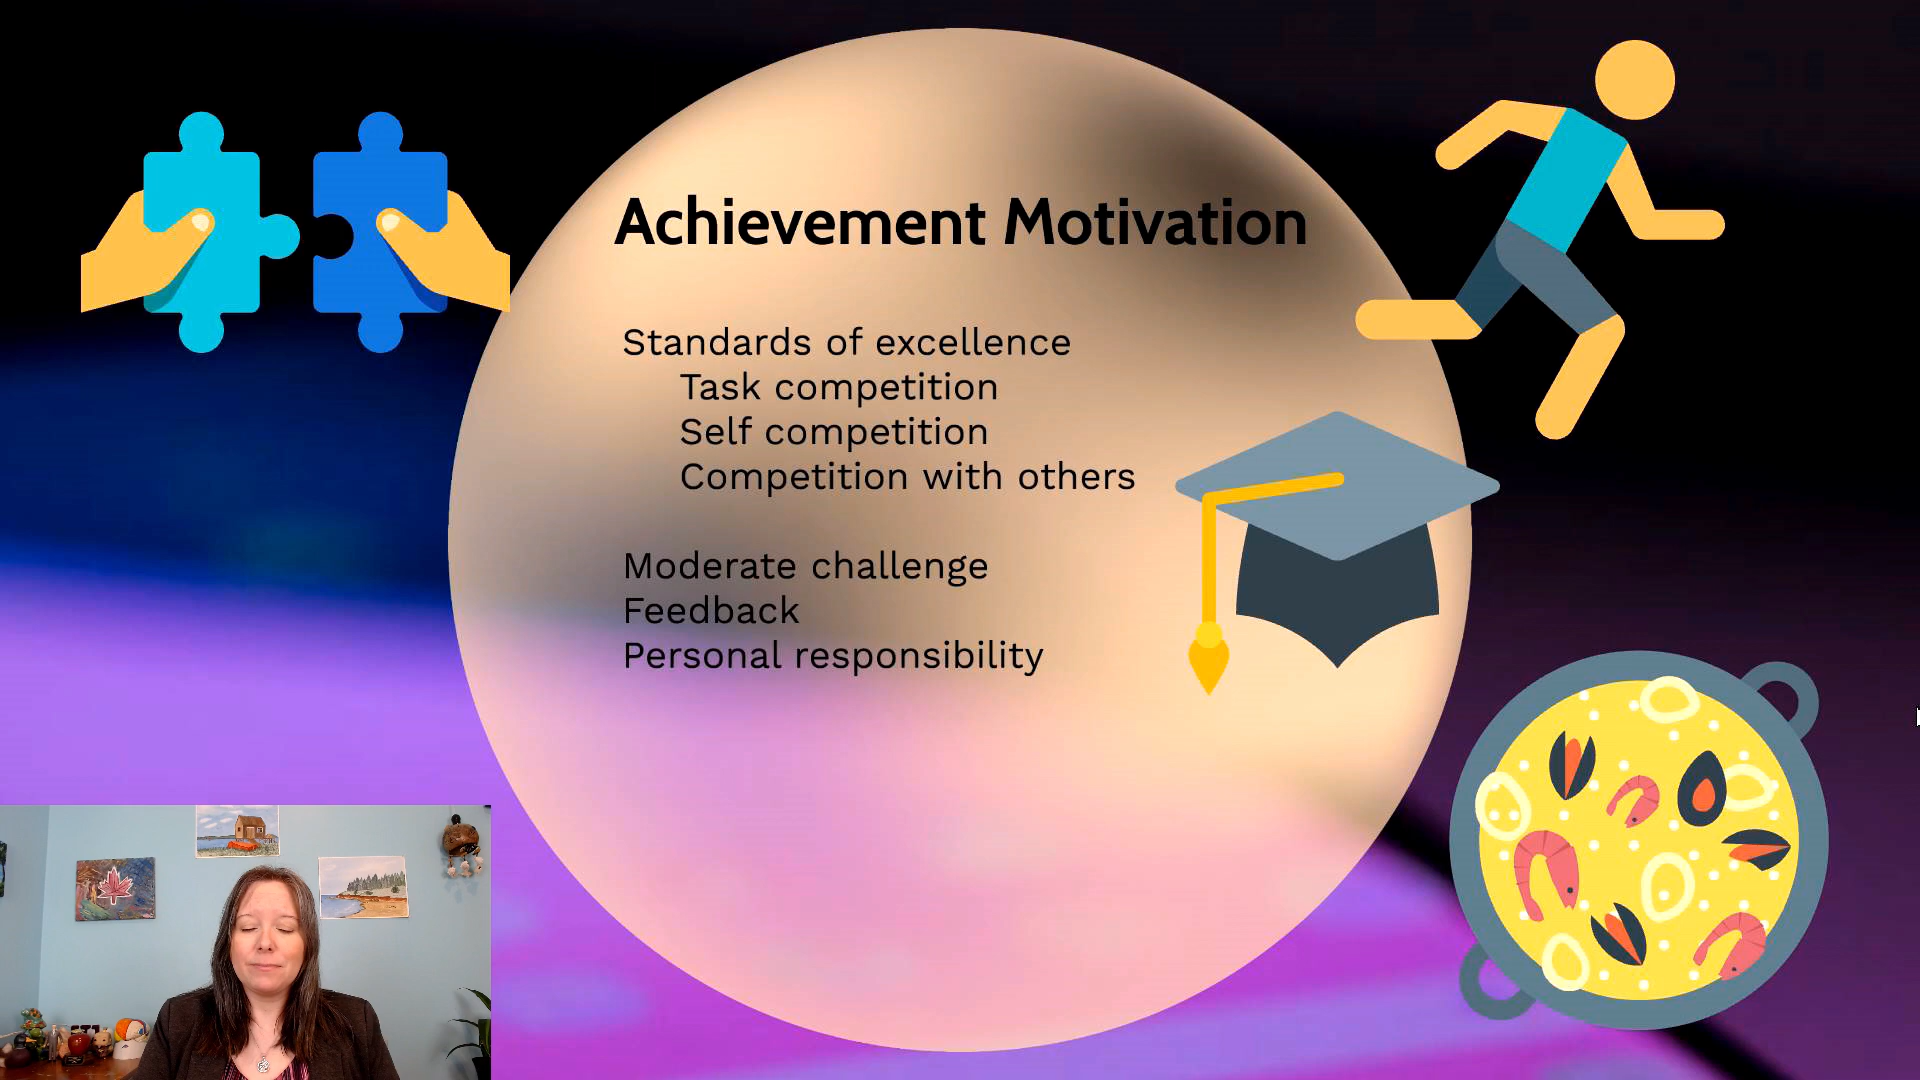 Achievement Motivation
Standards of excellence
Task competition
Self competition
Competition with others
Moderate challenge
Feedback
Personal responsibility